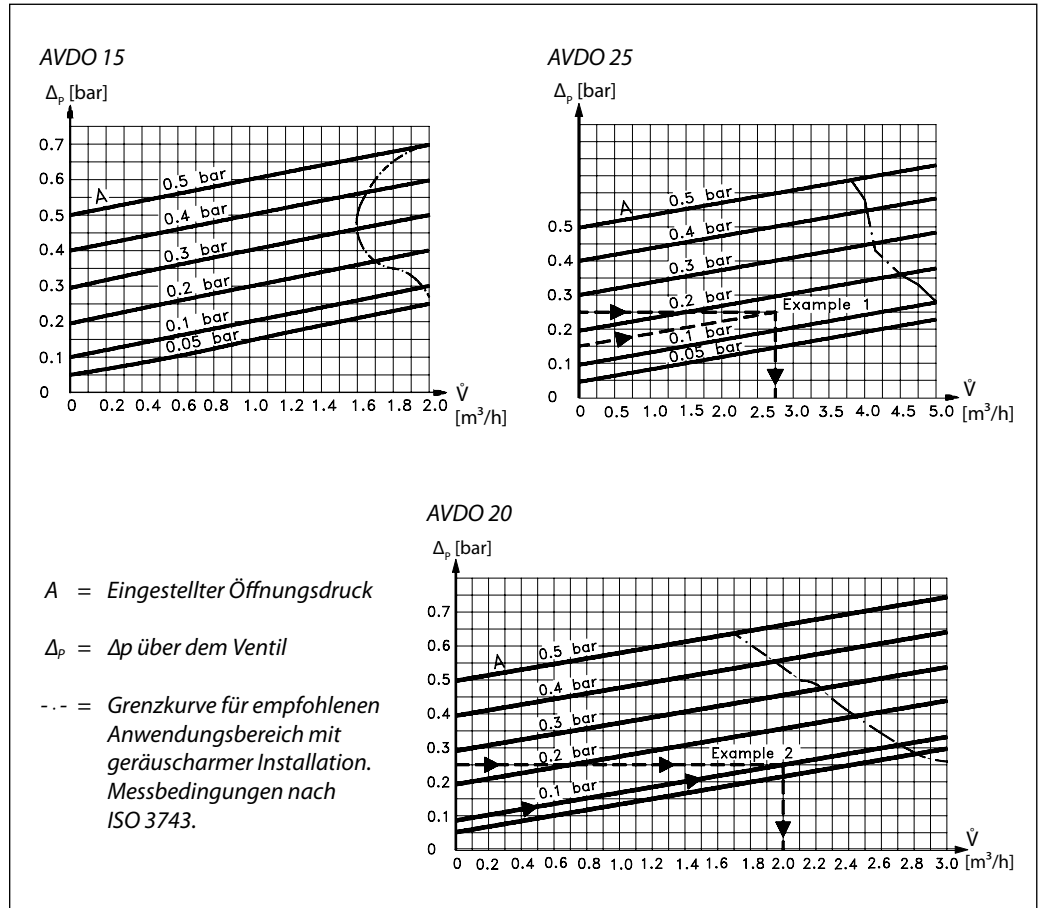 AVDO 15
Δₚ [bar]
0.7
0.6
0.5
0.4
0.3
0.2
0.1
0
A
0.5 bar
0.4 bar
0.3 bar
0.2 bar
0.1 bar
0.05 bar
0 0.2 0.4 0.6 0.8 1.0 1.2 1.4 1.6 1.8 2.0
V̊
[m³/h]
AVDO 25
Δₚ [bar]
0.5
0.4
0.3
0.2
0.1
0
A
0.5 bar
0.4 bar
0.3 bar
0.2 bar
Example 1
0.1 bar
0.05 bar
0 0.5 1.0 1.5 2.0 2.5 3.0 3.5 4.0 4.5 5.0
V̊
[m³/h]
AVDO 20
Δₚ [bar]
0.7
0.6
0.5
0.4
0.3
0.2
0.1
0
A
0.5 bar
0.4 bar
0.3 bar
0.2 bar
Example 2
0.1 bar
0 0.2 0.4 0.6 0.8 1.0 1.2 1.4 1.6 1.8 2.0 2.2 2.4 2.6 2.8 3.0
V̊
[m³/h]
A = Eingestellter Öffnungsdruck
Δₚ = Δp über dem Ventil
-·- = Grenzkurve für empfohlenen
Anwendungsbereich mit
geräuscharmer Installation.
Messbedingungen nach
ISO 3743.